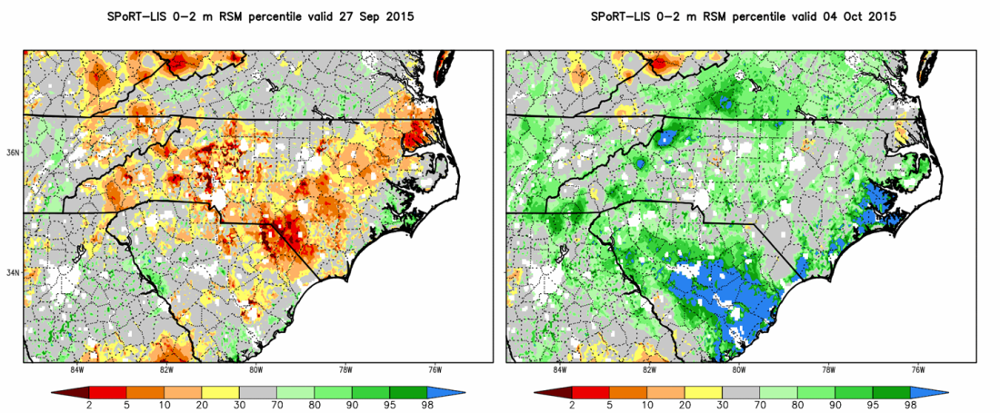 SPoRT-LIS 0-2 m RSM percentile valid 27 Sep 2015
SPoRT-LIS 0-2 m RSM percentile valid 04 Oct 2015
36N
34N
84W 82W 80W 78W 76W
84W 82W 80W 78W 76W
2 5 10 20 30 70 80 90 95 98
2 5 10 20 30 70 80 90 95 98